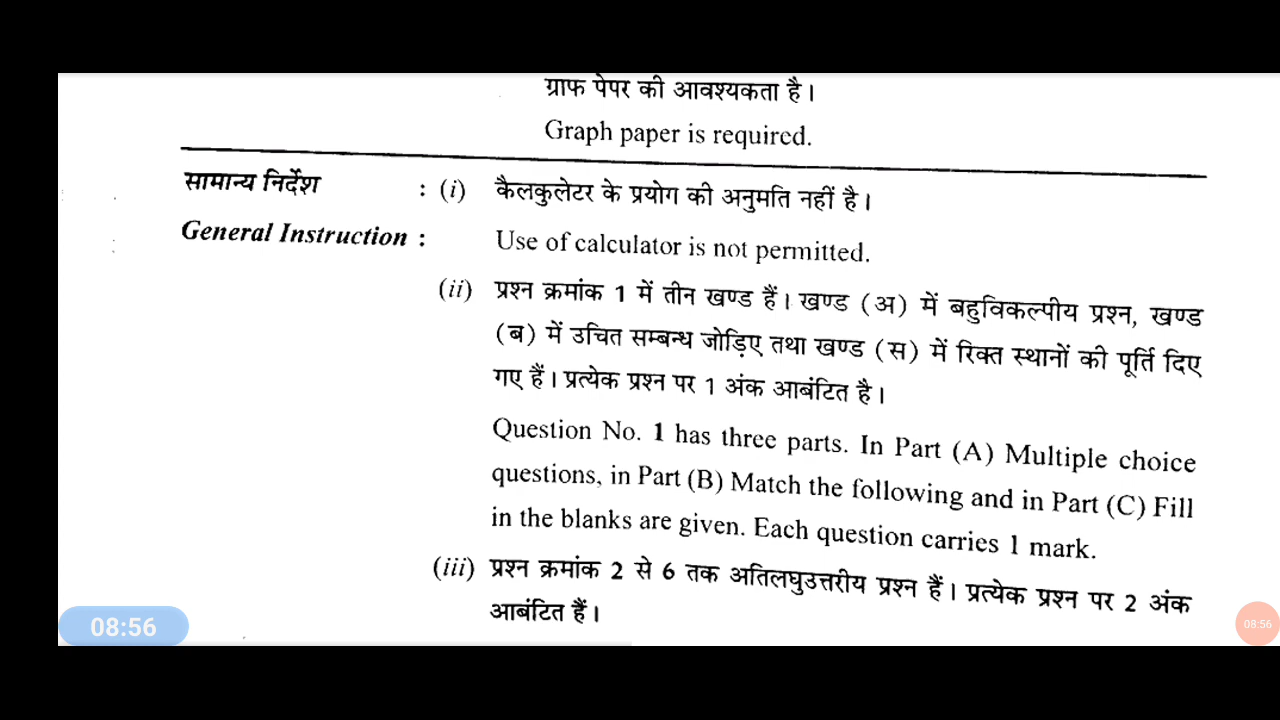 ग्राफ पेपर की आवश्यकता है।
Graph paper is required.
सामान्य निर्देश : (i) कैलकुलेटर के प्रयोग की अनुमति नहीं है।
General Instruction : Use of calculator is not permitted.
(ii) प्रश्न क्रमांक 1 में तीन खण्ड हैं। खण्ड (अ) में बहुविकल्पीय प्रश्न, खण्ड
(ब) में उचित सम्बन्ध जोड़िए तथा खण्ड (स) में रिक्त स्थानों की पूर्ति दिए
गए हैं। प्रत्येक प्रश्न पर 1 अंक आबंटित है।
Question No. 1 has three parts. In Part (A) Multiple choice
questions, in Part (B) Match the following and in Part (C) Fill
in the blanks are given. Each question carries 1 mark.
(iii) प्रश्न क्रमांक 2 से 6 तक अतिलघुउत्तरीय प्रश्न हैं। प्रत्येक प्रश्न पर 2 अंक
आबंटित हैं।
08:56
08:56